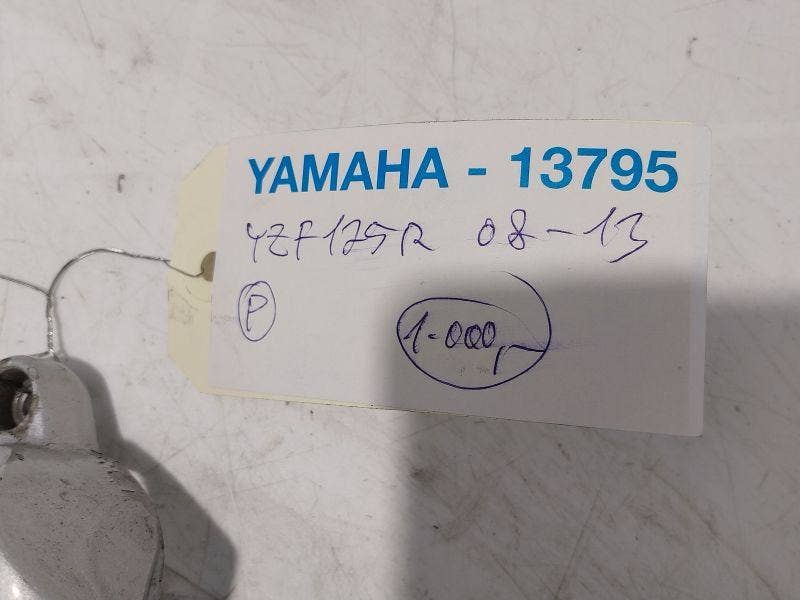 YAMAHA - 13795
YZF125R 08-13
P
1.000,-